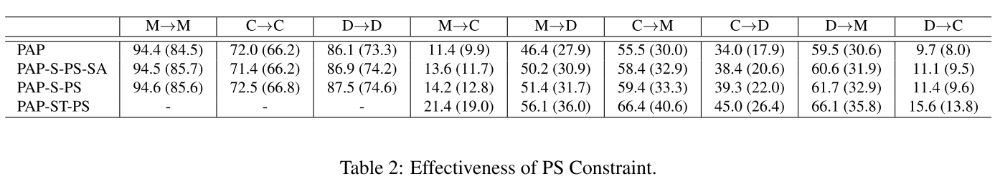 M→M C→C D→D M→C M→D C→M C→D D→M D→C
PAP 94.4 (84.5) 72.0 (66.2) 86.1 (73.3) 11.4 (9.9) 46.4 (27.9) 55.5 (30.0) 34.0 (17.9) 59.5 (30.6) 9.7 (8.0)
PAP-S-PS-SA 94.5 (85.7) 71.4 (66.2) 86.9 (74.2) 13.6 (11.7) 50.2 (30.9) 58.4 (32.9) 38.4 (20.6) 60.6 (31.9) 11.1 (9.5)
PAP-S-PS 94.6 (85.6) 72.5 (66.8) 87.5 (74.6) 14.2 (12.8) 51.4 (31.7) 59.4 (33.3) 39.3 (22.0) 61.7 (32.9) 11.4 (9.6)
PAP-ST-PS - - - 21.4 (19.0) 56.1 (36.0) 66.4 (40.6) 45.0 (26.4) 66.1 (35.8) 15.6 (13.8)
Table 2: Effectiveness of PS Constraint.